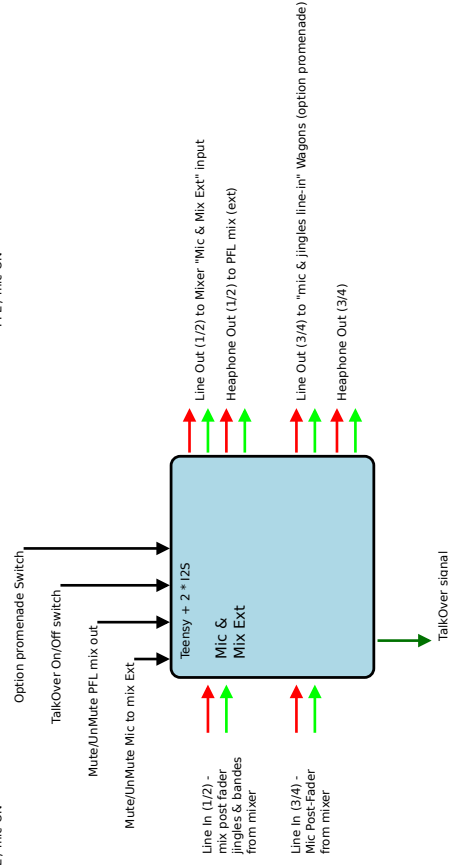 Option promenade Switch
TalkOver On/Off switch
Mute/UnMute PFL mix out
Mute/UnMute Mic to mix Ext
Teensy + 2 * I2S
Mic &
Mix Ext
Line In (1/2) -
mix post fader
jingles & bandes
from mixer
Line In (3/4) -
Mic Post-Fader
from mixer
Line Out (1/2) to Mixer "Mic & Mix Ext" input
Heaphone Out (1/2) to PFL mix (ext)
Line Out (3/4) to "mic & jingles line-in" Wagons (option promenade)
Heaphone Out (3/4)
TalkOver signal